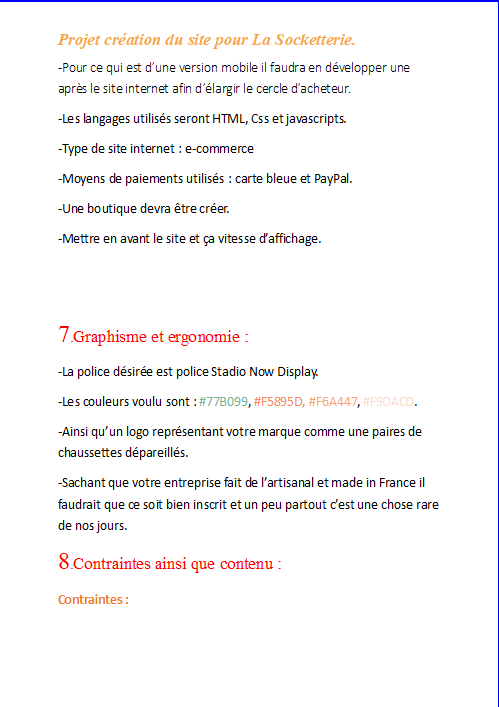 Projet création du site pour La Socketterie.
-Pour ce qui est d’une version mobile il faudra en développer une
après le site internet afin d’élargir le cercle d’acheteur.
-Les langages utilisés seront HTML, Css et javascripts.
-Type de site internet : e-commerce
-Moyens de paiements utilisés : carte bleue et PayPal.
-Une boutique devra être créer.
-Mettre en avant le site et ça vitesse d’affichage.
7.Graphisme et ergonomie :
-La police désirée est police Stadio Now Display.
-Les couleurs voulu sont : #77B099, #F5895D, #F6A447, #F9DACD.
-Ainsi qu’un logo représentant votre marque comme une paires de
chaussettes dépareillés.
-Sachant que votre entreprise fait de l’artisanal et made in France il
faudrait que ce soit bien inscrit et un peu partout c’est une chose rare
de nos jours.
8.Contraintes ainsi que contenu :
Contraintes :